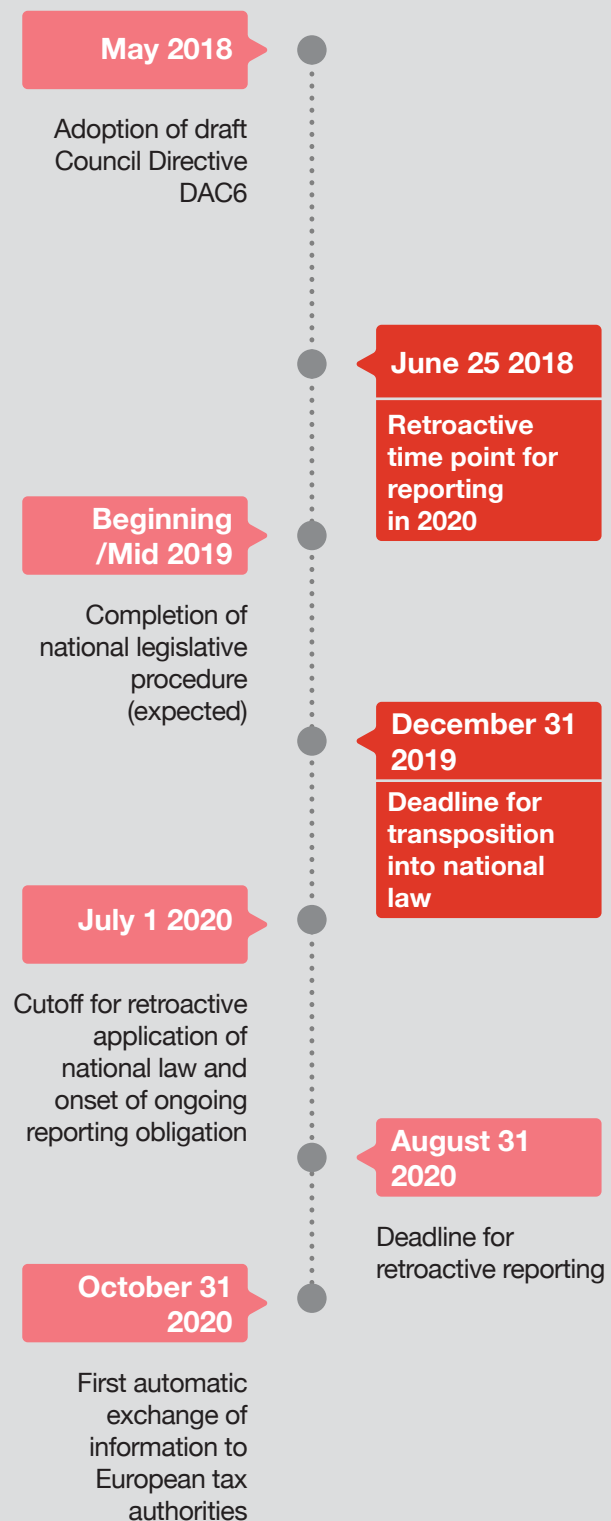 May 2018
Adoption of draft
Council Directive
DAC6
June 25 2018
Retroactive
time point for
reporting
in 2020
Beginning
/Mid 2019
Completion of
national legislative
procedure
(expected)
December 31
2019
Deadline for
transposition
into national
law
July 1 2020
Cutoff for retroactive
application of
national law and
onset of ongoing
reporting obligation
August 31
2020
Deadline for
retroactive reporting
October 31
2020
First automatic
exchange of
information to
European tax
authorities